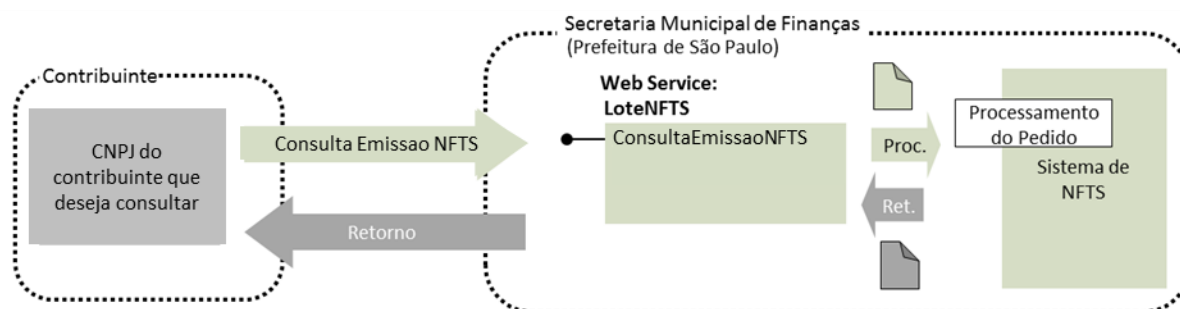 Secretaria Municipal de Finanças
(Prefeitura de São Paulo)
Contribuinte
CNPJ do
contribuinte que
deseja consultar
Consulta Emissao NFTS
Retorno
Web Service:
LoteNFTS
ConsultaEmissaoNFTS
Proc.
Ret.
Processamento
do Pedido
Sistema de
NFTS